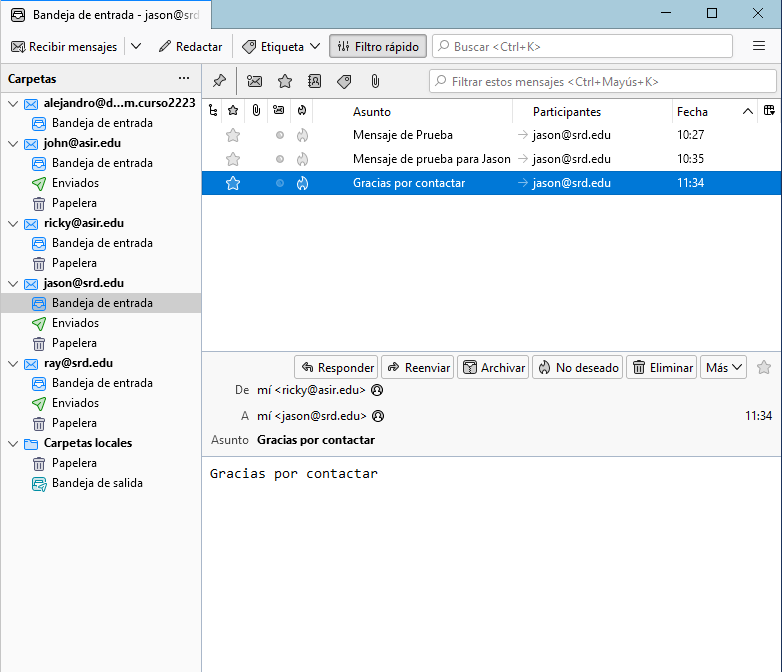 Bandeja de entrada - jason@srd
Recibir mensajes
Redactar
Etiqueta
Filtro rápido
Buscar <Ctrl+K>
Carpetas
...
Filtrar estos mensajes <Ctrl+Mayús+K>
alejandro@d...m.curso2223
Bandeja de entrada
john@asir.edu
Bandeja de entrada
Enviados
Papelera
ricky@asir.edu
Bandeja de entrada
Papelera
jason@srd.edu
Bandeja de entrada
Enviados
Papelera
ray@srd.edu
Bandeja de entrada
Enviados
Papelera
Carpetas locales
Papelera
Bandeja de salida
Asunto Participantes Fecha
Mensaje de Prueba jason@srd.edu 10:27
Mensaje de prueba para Jason jason@srd.edu 10:35
Gracias por contactar jason@srd.edu 11:34
Responder
Reenviar
Archivar
No deseado
Eliminar
Más
De mí <ricky@asir.edu>
A mí <jason@srd.edu> 11:34
Asunto Gracias por contactar
Gracias por contactar